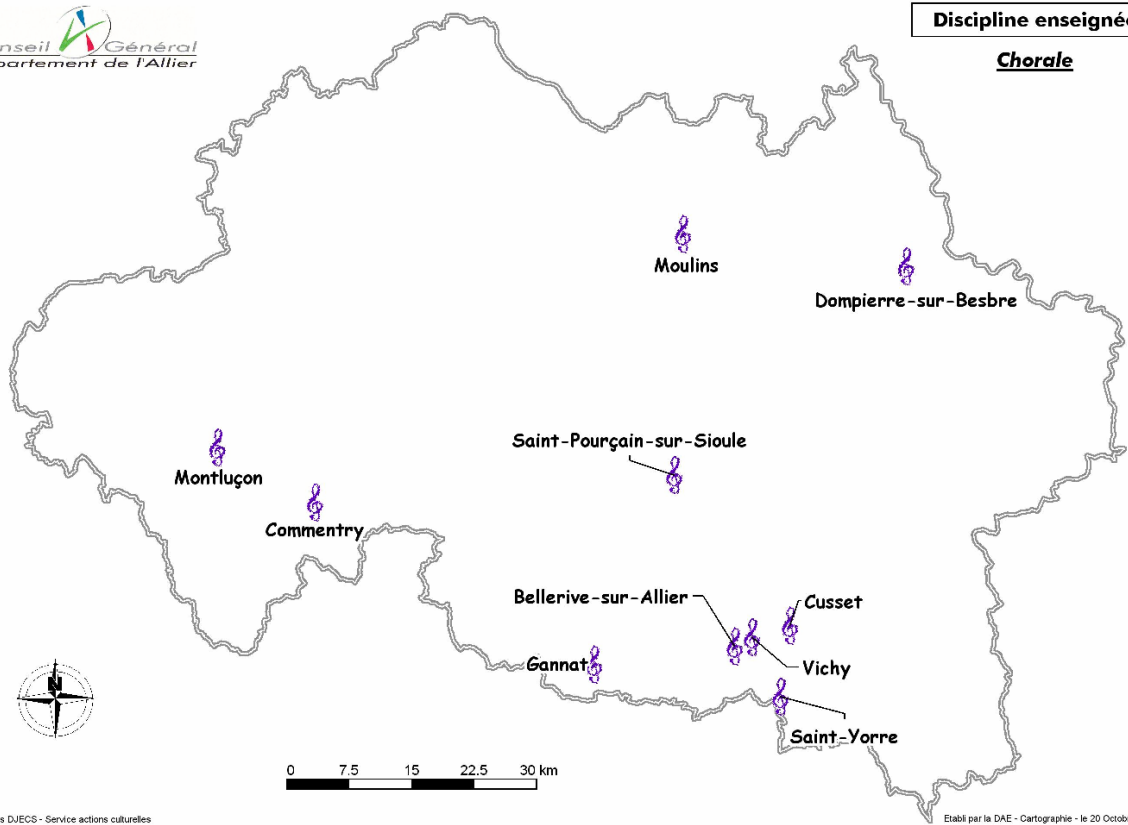 nseil Général
partement de l'Allier
Discipline enseignée
Chorale
Moulins
Dompierre-sur-Besbre
Saint-Pourçain-sur-Sioule
Montluçon
Commentry
Bellerive-sur-Allier
Cusset
Gannat
Vichy
Saint-Yorre
N
0 7.5 15 22.5 30 km
s DJECS - Service actions culturelles
Etabli par la DAE - Cartographie - le 20 Octob